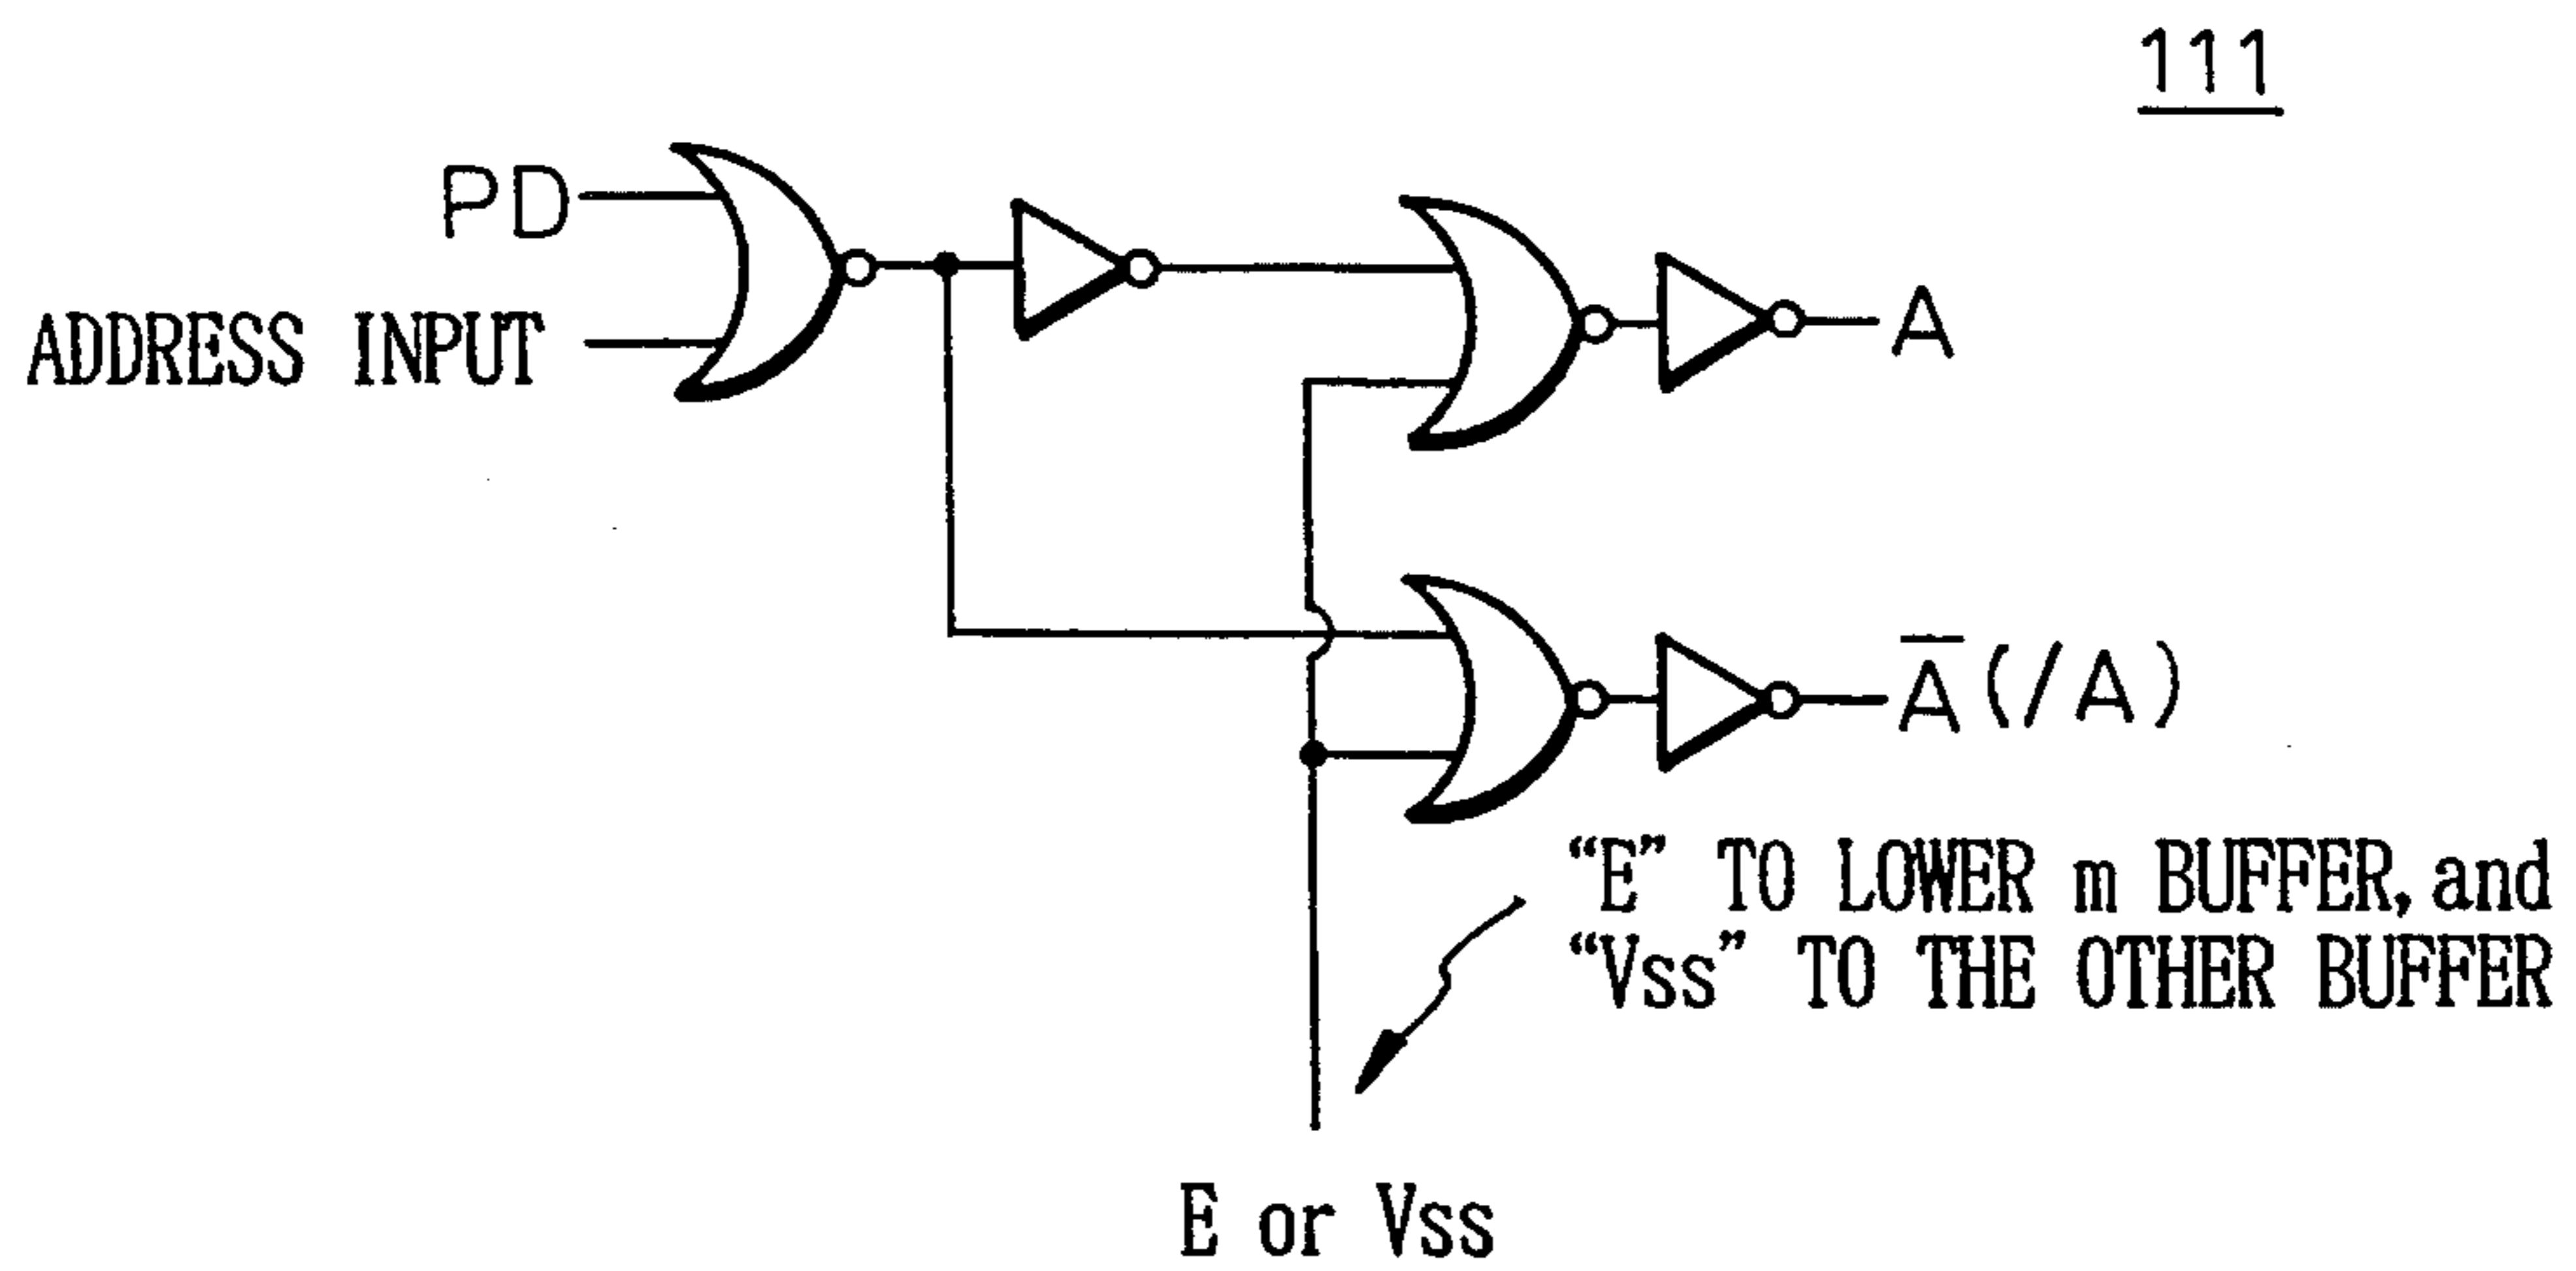 111
PD
ADDRESS INPUT
A
A̅(/A)
“E” TO LOWER m BUFFER, and
“Vss” TO THE OTHER BUFFER
E or Vss